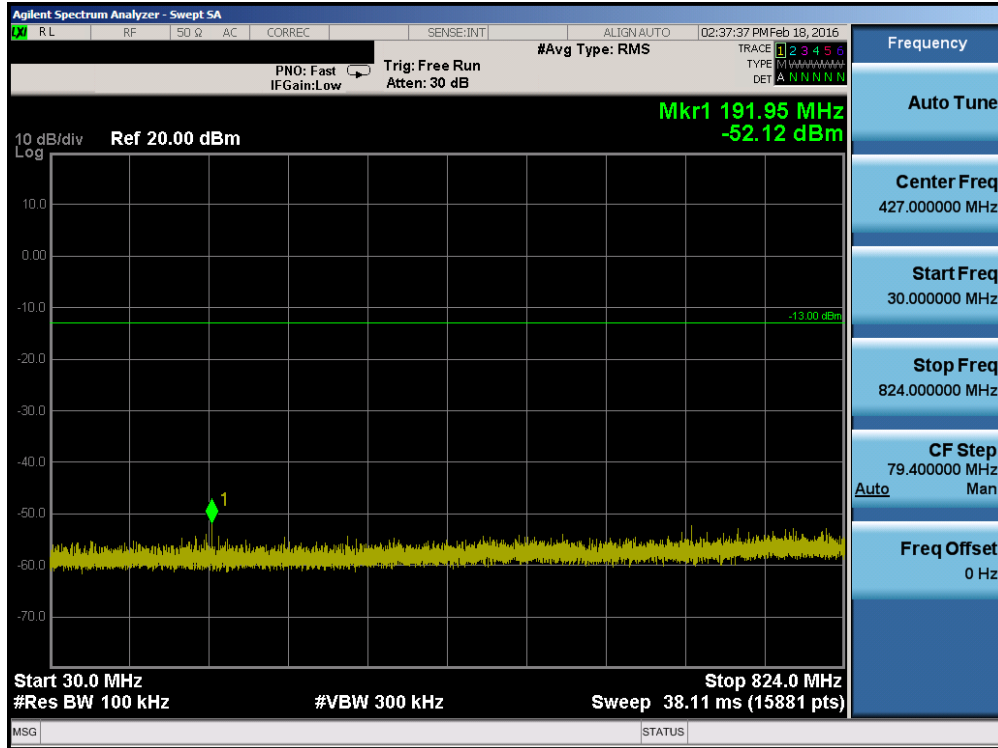 Agilent Spectrum Analyzer - Swept SA
LXI RL RF 50 Ω AC CORREC SENSE:INT ALIGN AUTO 02:37:37 PM Feb 18, 2016
#Avg Type: RMS TRACE 1 2 3 4 5 6
PNO: Fast Trig: Free Run TYPE M WWWWW
IFGain:Low Atten: 30 dB DET A N N N N N
Mkr1 191.95 MHz
-52.12 dBm
10 dB/div Ref 20.00 dBm
Log
10.0
0.00
-10.0
-13.00 dBm
-20.0
-30.0
-40.0
1
-50.0
-60.0
-70.0
Start 30.0 MHz Stop 824.0 MHz
#Res BW 100 kHz #VBW 300 kHz Sweep 38.11 ms (15881 pts)
MSG STATUS
Frequency
Auto Tune
Center Freq
427.000000 MHz
Start Freq
30.000000 MHz
Stop Freq
824.000000 MHz
CF Step
79.400000 MHz
Auto Man
Freq Offset
0 Hz